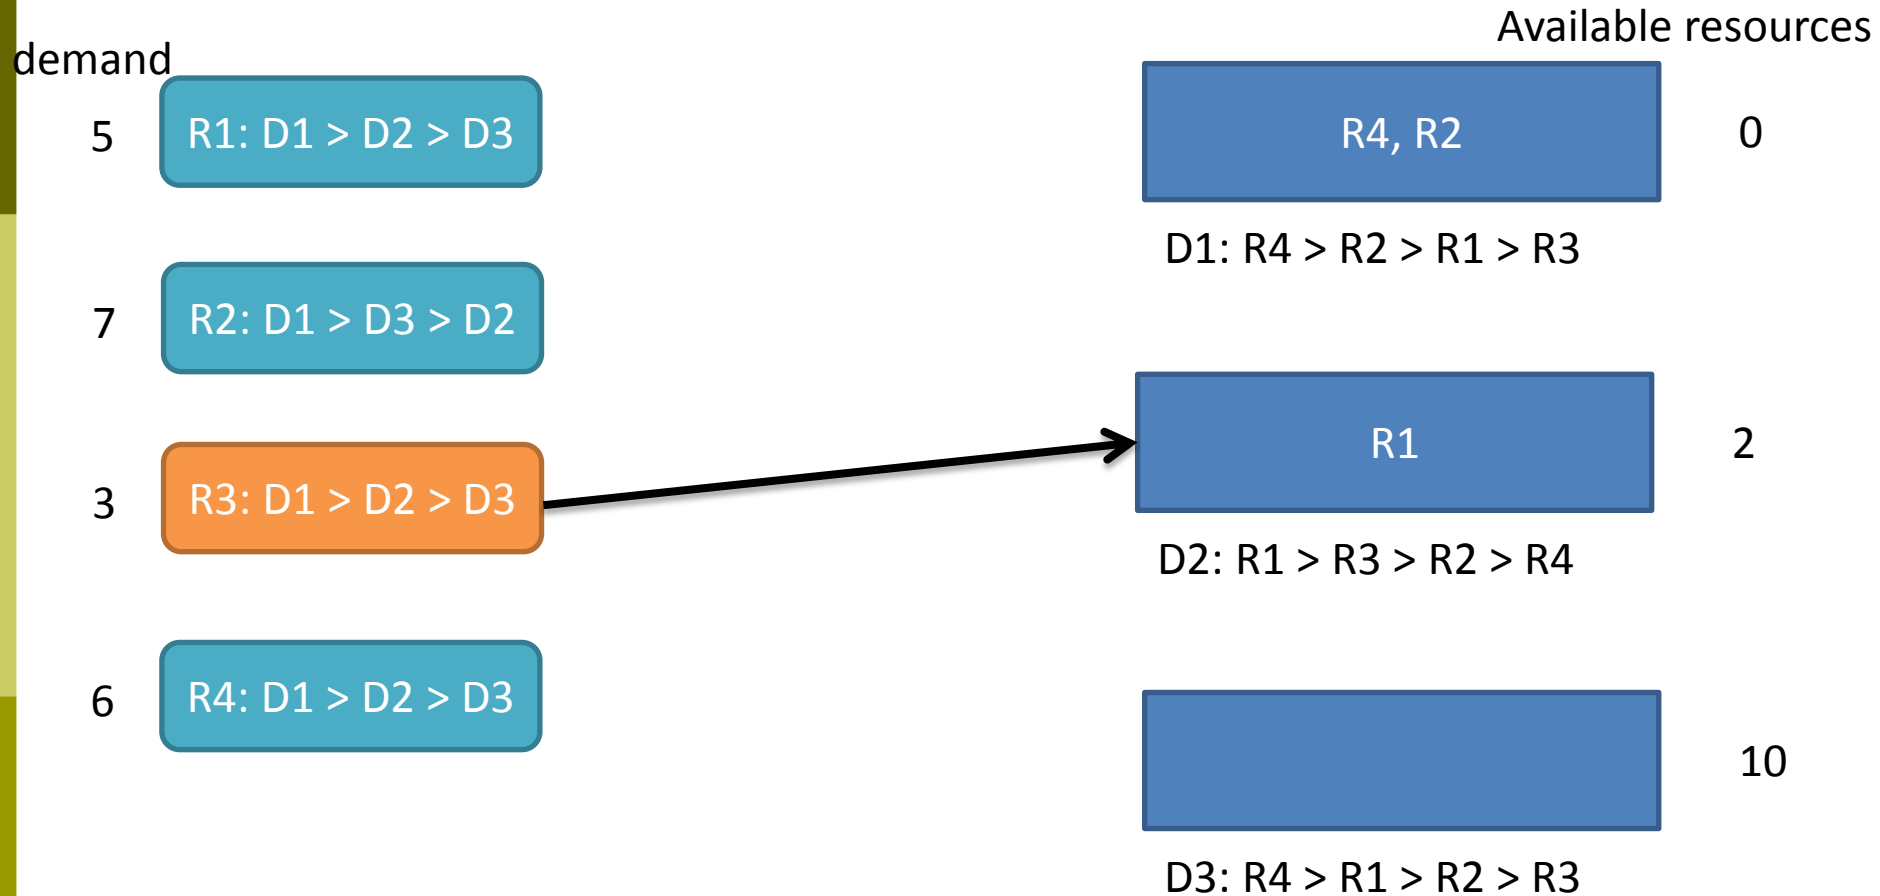 Available resources
demand
5
R1: D1 > D2 > D3
R4, R2
0
D1: R4 > R2 > R1 > R3
7
R2: D1 > D3 > D2
R1
2
3
R3: D1 > D2 > D3
D2: R1 > R3 > R2 > R4
6
R4: D1 > D2 > D3
10
D3: R4 > R1 > R2 > R3